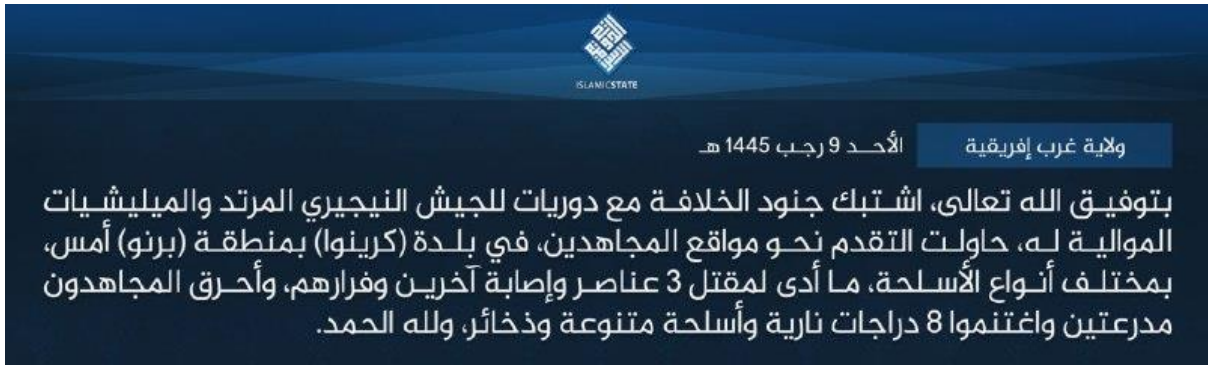 ISLAMIC STATE
ولاية غرب إفريقية الأحد 9 رجب 1445 هـ
بتوفيق الله تعالى، اشتبك جنود الخلافة مع دوريات للجيش النيجيري المرتد والميليشيات
الموالية له، حاولت التقدم نحو مواقع المجاهدين، في بلدة (كرينوا) بمنطقة (برنو) أمس،
بمختلف أنواع الأسلحة، ما أدى لمقتل 3 عناصر وإصابة آخرين وفرارهم، وأحرق المجاهدون
مدرعتين واغتنموا 8 دراجات نارية وأسلحة متنوعة وذخائر، ولله الحمد.